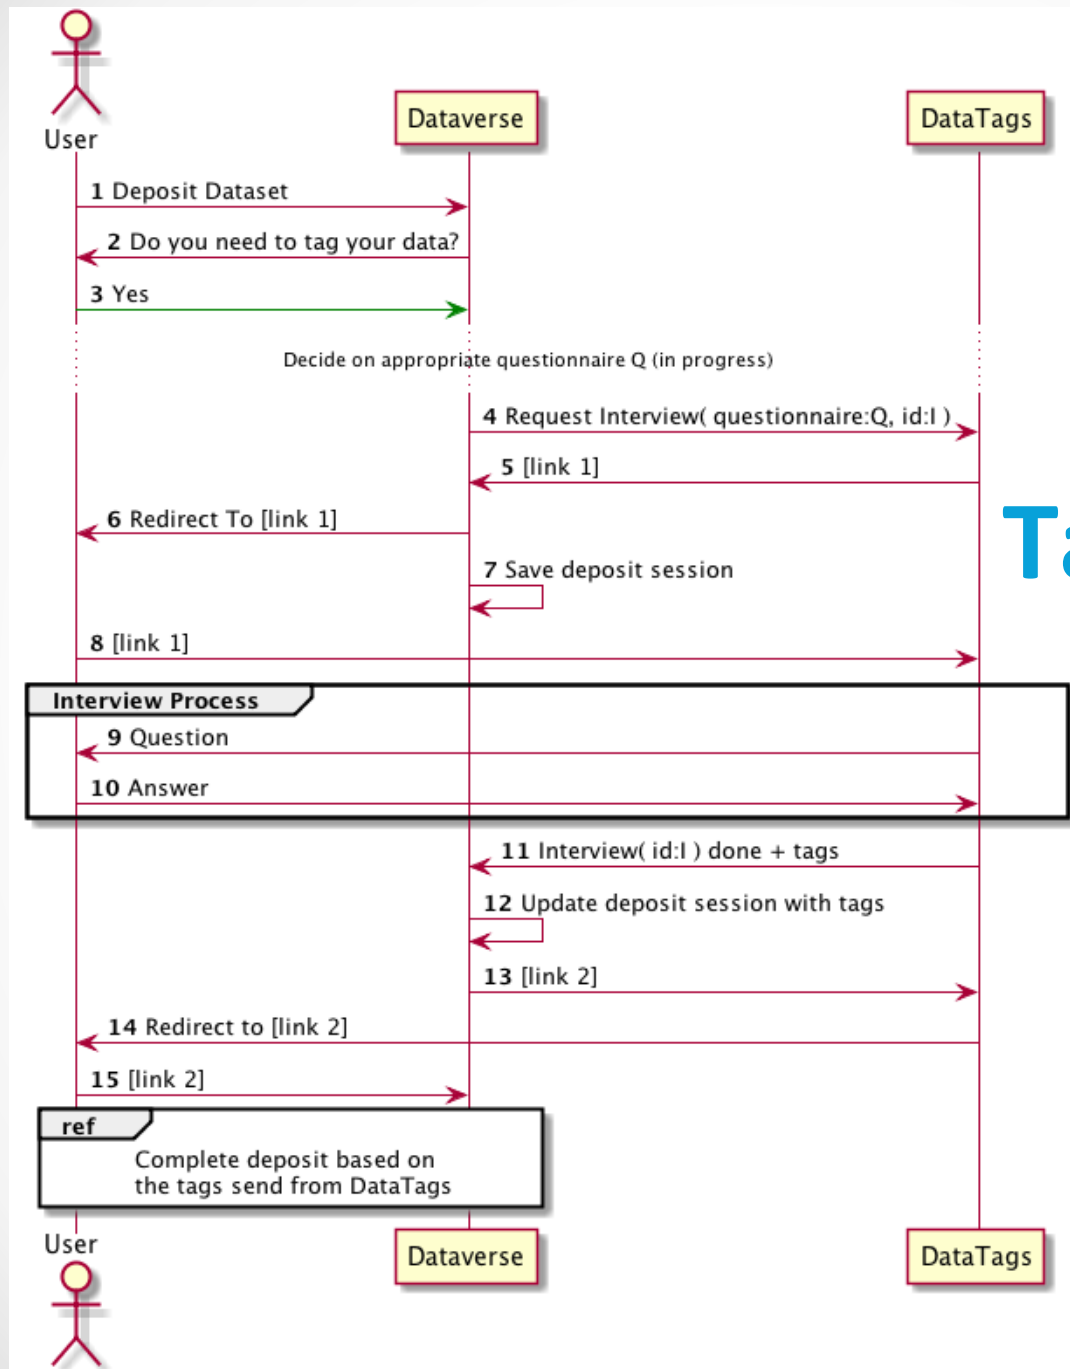 User
Dataverse
DataTags
1 Deposit Dataset
2 Do you need to tag your data?
3 Yes
Decide on appropriate questionnaire Q (in progress)
4 Request Interview( questionnaire:Q, id:I )
5 [link 1]
6 Redirect To [link 1]
Ta
7 Save deposit session
8 [link 1]
Interview Process
9 Question
10 Answer
11 Interview( id:I ) done + tags
12 Update deposit session with tags
13 [link 2]
14 Redirect to [link 2]
15 [link 2]
ref
Complete deposit based on
the tags send from DataTags
User
Dataverse
DataTags